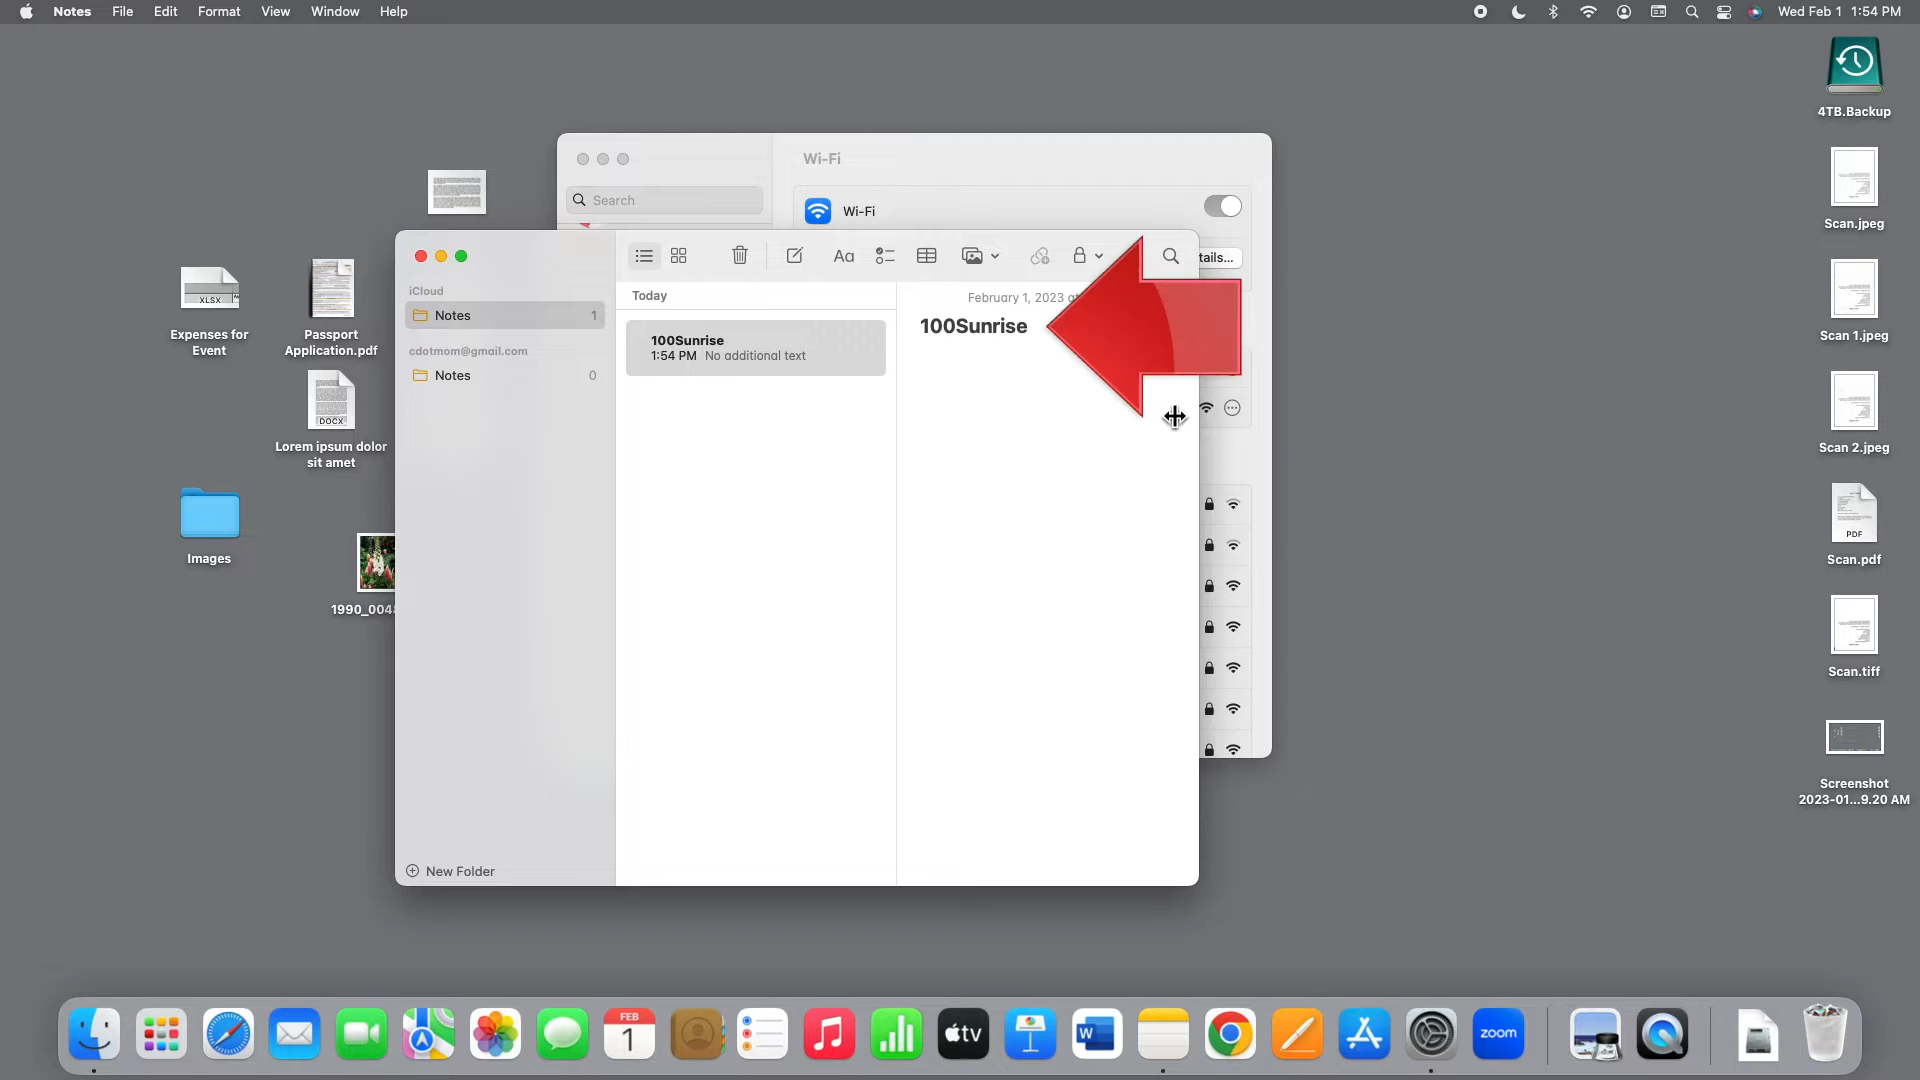 Notes File Edit Format View Window Help
Wed Feb 1 1:54 PM
4TB.Backup
Scan.jpeg
Scan 1.jpeg
Scan 2.jpeg
PDF
Scan.pdf
Scan.tiff
Screenshot
2023-01...9.20 AM
XLSX
Expenses for
Event
Passport
Application.pdf
DOCX
Lorem ipsum dolor
sit amet
Images
1990_004
Wi-Fi
Search
Wi-Fi
tails...
iCloud
Notes 1
cdotmom@gmail.com
Notes 0
New Folder
Aa
Today
100Sunrise
1:54 PM No additional text
February 1, 2023
100Sunrise
FEB
1
tv
W
zoom